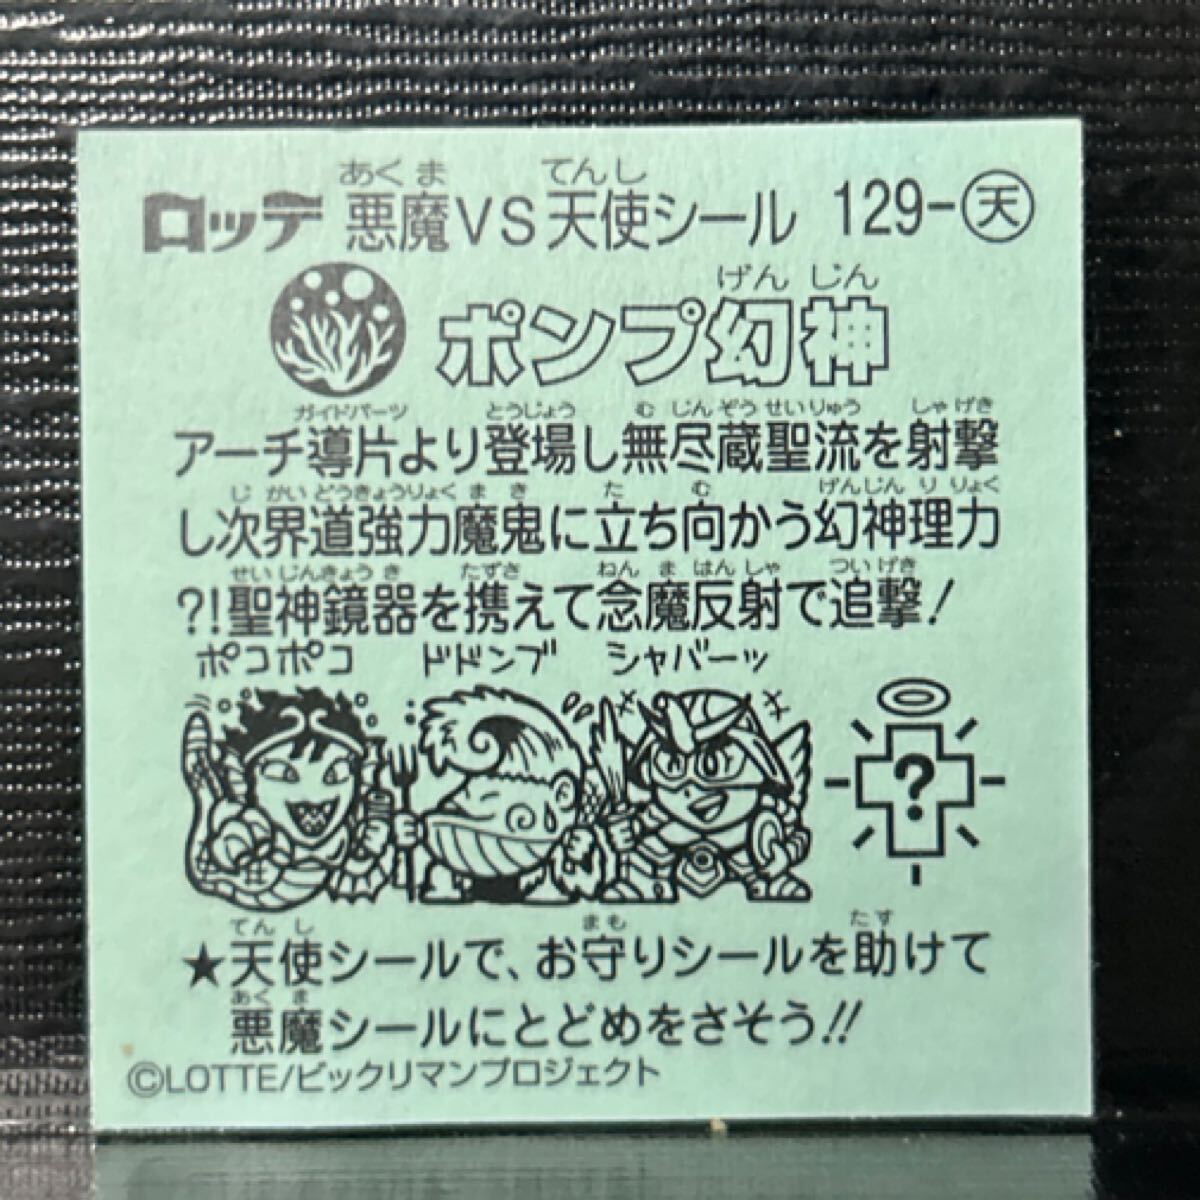 ロッテ 悪魔VS天使シール 129-天
あくま てんし
ポンプ幻神
げんじん
アーチ導片より登場し無尽蔵聖流を射撃
ガイドパーツ とうじょう むじんぞうせいりゅう しゃげき
し次界道強力魔鬼に立ち向かう幻神理力
じかいどうきょうりょくまき た む げんじんりりょく
?!聖神鏡器を携えて念魔反射で追撃!
せいじんきょうき たずさ ねんまはんしゃ ついげき
ポコポコ ドドンブ シャバーッ
?
★天使シールで、お守りシールを助けて
てんし まも たす
悪魔シールにとどめをさそう!!
あくま
©LOTTE/ビックリマンプロジェクト